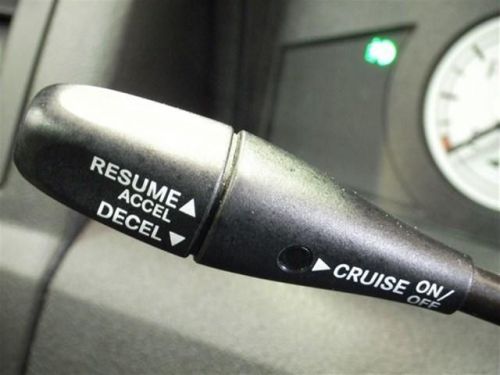 RESUME▲
ACCEL
DECEL▼
▶CRUISE ON/
OFF